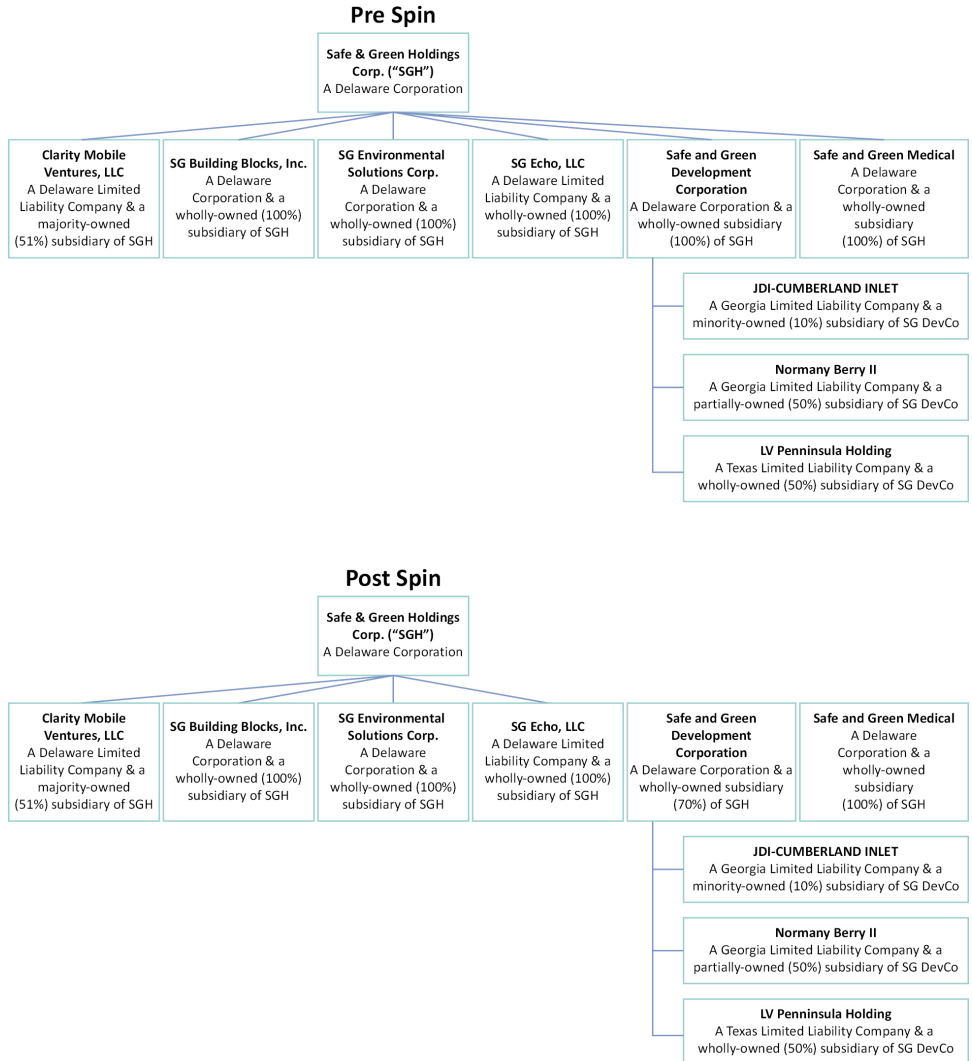 Pre Spin
Safe & Green Holdings
Corp. (“SGH”)
A Delaware Corporation
Clarity Mobile
Ventures, LLC
A Delaware Limited
Liability Company & a
majority-owned
(51%) subsidiary of SGH
SG Building Blocks, Inc.
A Delaware
Corporation & a
wholly-owned (100%)
subsidiary of SGH
SG Environmental
Solutions Corp.
A Delaware
Corporation & a
wholly-owned (100%)
subsidiary of SGH
SG Echo, LLC
A Delaware Limited
Liability Company & a
wholly-owned (100%)
subsidiary of SGH
Safe and Green
Development
Corporation
A Delaware Corporation & a
wholly-owned subsidiary
(100%) of SGH
Safe and Green Medical
A Delaware
Corporation & a
wholly-owned
subsidiary
(100%) of SGH
JDI-CUMBERLAND INLET
A Georgia Limited Liability Company & a
minority-owned (10%) subsidiary of SG DevCo
Normany Berry II
A Georgia Limited Liability Company & a
partially-owned (50%) subsidiary of SG DevCo
LV Penninsula Holding
A Texas Limited Liability Company & a
wholly-owned (50%) subsidiary of SG DevCo
Post Spin
Safe & Green Holdings
Corp. (“SGH”)
A Delaware Corporation
Clarity Mobile
Ventures, LLC
A Delaware Limited
Liability Company & a
majority-owned
(51%) subsidiary of SGH
SG Building Blocks, Inc.
A Delaware
Corporation & a
wholly-owned (100%)
subsidiary of SGH
SG Environmental
Solutions Corp.
A Delaware
Corporation & a
wholly-owned (100%)
subsidiary of SGH
SG Echo, LLC
A Delaware Limited
Liability Company & a
wholly-owned (100%)
subsidiary of SGH
Safe and Green
Development
Corporation
A Delaware Corporation & a
wholly-owned subsidiary
(70%) of SGH
Safe and Green Medical
A Delaware
Corporation & a
wholly-owned
subsidiary
(100%) of SGH
JDI-CUMBERLAND INLET
A Georgia Limited Liability Company & a
minority-owned (10%) subsidiary of SG DevCo
Normany Berry II
A Georgia Limited Liability Company & a
partially-owned (50%) subsidiary of SG DevCo
LV Penninsula Holding
A Texas Limited Liability Company & a
wholly-owned (50%) subsidiary of SG DevCo